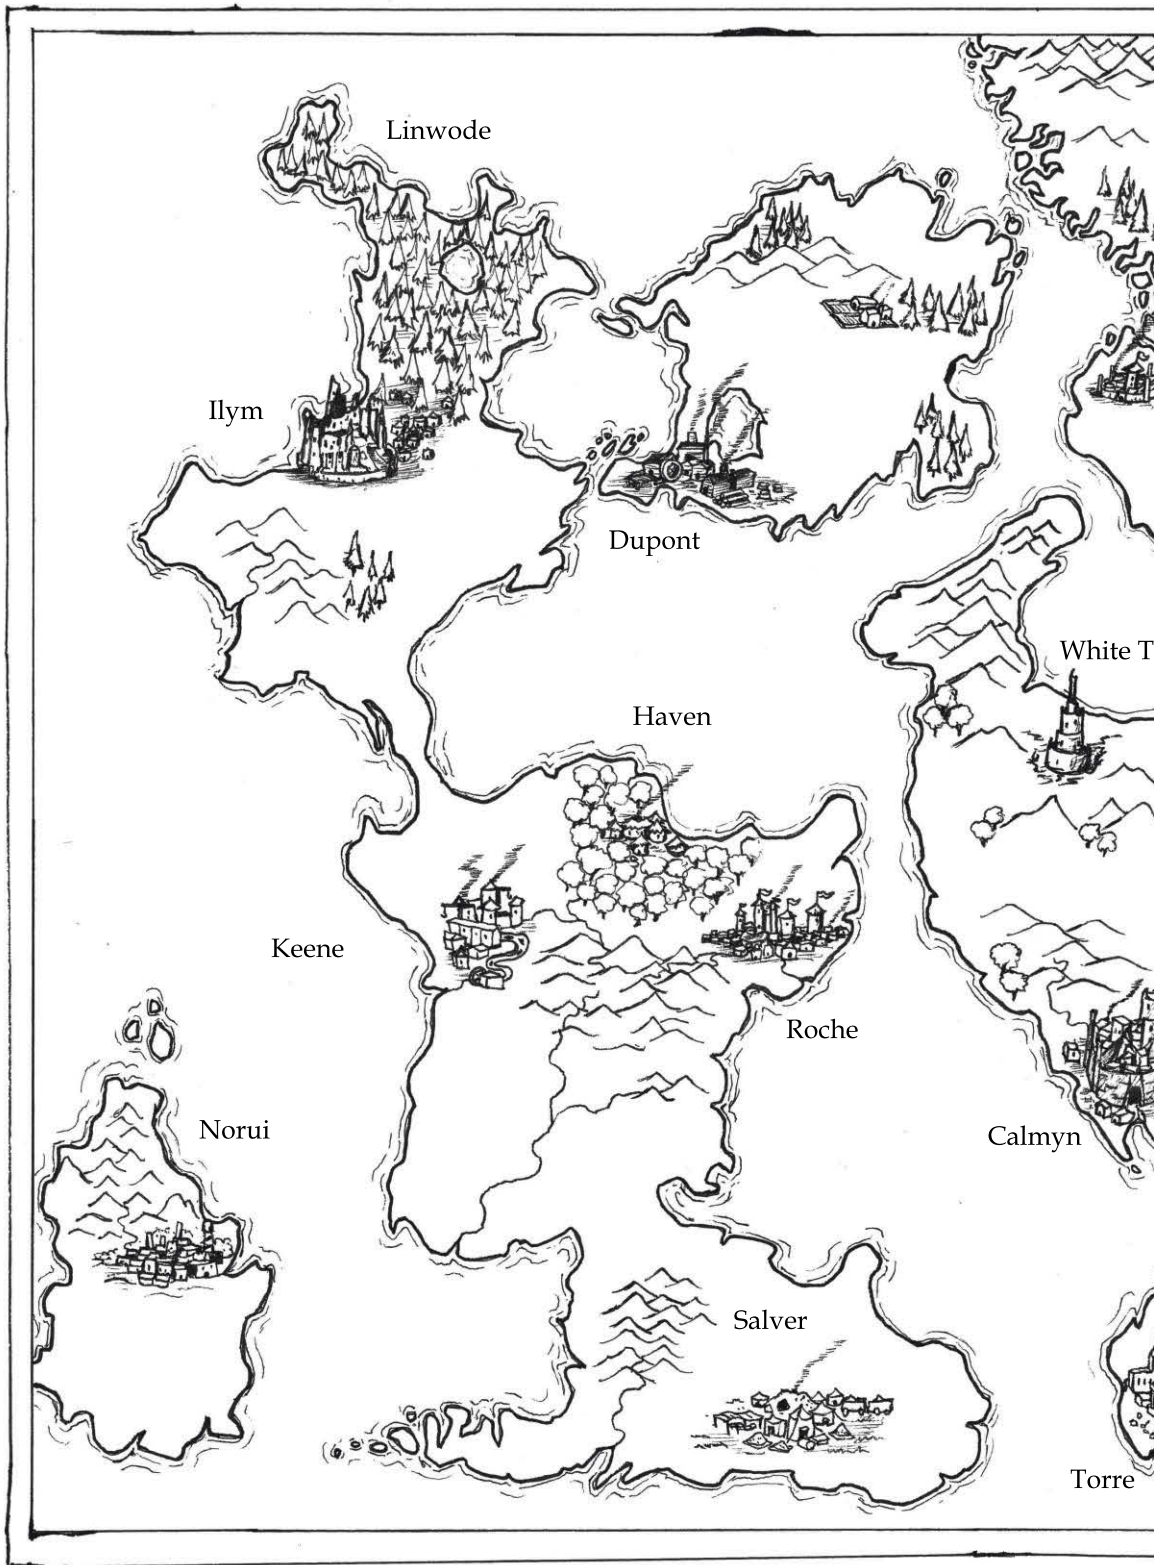 Linwode
Ilym
Dupont
White T
Haven
Keene
Roche
Norui
Calmyn
Salver
Torre